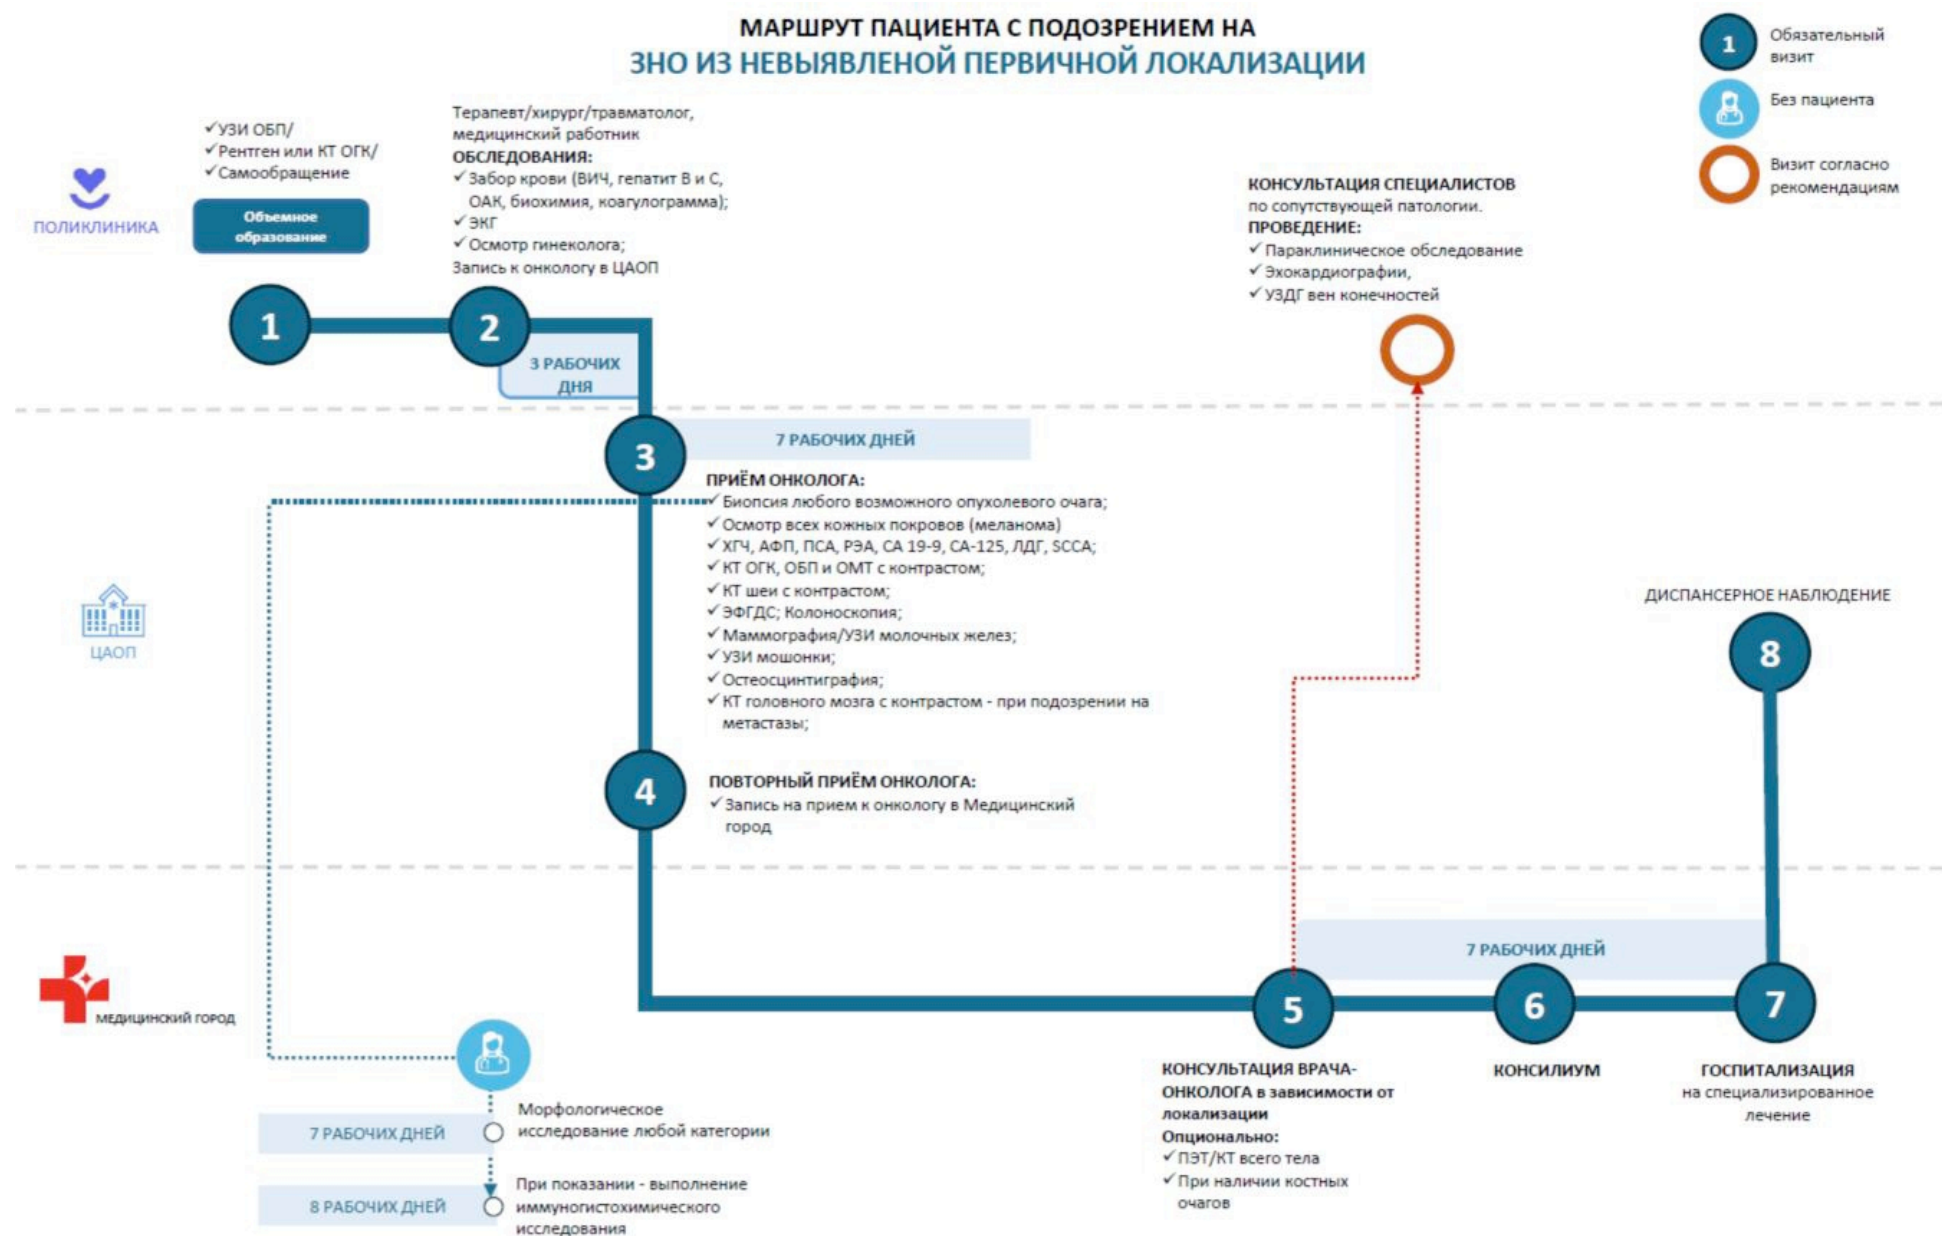 МАРШРУТ ПАЦИЕНТА С ПОДОЗРЕНИЕМ НА
ЗНО ИЗ НЕВЫЯВЛЕНОЙ ПЕРВИЧНОЙ ЛОКАЛИЗАЦИИ
1
Обязательный
визит
Без пациента
Визит согласно
рекомендациям
ПОЛИКЛИНИКА
✓УЗИ ОБП/
✓Рентген или КТ ОГК/
✓Самообращение
Объемное
образование
Терапевт/хирург/травматолог,
медицинский работник
ОБСЛЕДОВАНИЯ:
✓Забор крови (ВИЧ, гепатит В и С,
ОАК, биохимия, коагулограмма);
✓ЭКГ
✓Осмотр гинеколога;
Запись к онкологу в ЦАОП
КОНСУЛЬТАЦИЯ СПЕЦИАЛИСТОВ
по сопутствующей патологии.
ПРОВЕДЕНИЕ:
✓Параклиническое обследование
✓Эхокардиографии,
✓УЗДГ вен конечностей
1
2
3 РАБОЧИХ
ДНЯ
ЦАОП
3
7 РАБОЧИХ ДНЕЙ
ПРИЁМ ОНКОЛОГА:
✓Биопсия любого возможного опухолевого очага;
✓Осмотр всех кожных покровов (меланома)
✓ХГЧ, АФП, ПСА, РЭА, СА 19-9, СА-125, ЛДГ, SCCA;
✓КТ ОГК, ОБП и ОМТ с контрастом;
✓КТ шеи с контрастом;
✓ЭФГДС; Колоноскопия;
✓Маммография/УЗИ молочных желез;
✓УЗИ мошонки;
✓Остеосцинтиграфия;
✓КТ головного мозга с контрастом - при подозрении на
метастазы;
4
ПОВТОРНЫЙ ПРИЁМ ОНКОЛОГА:
✓Запись на прием к онкологу в Медицинский
город
ДИСПАНСЕРНОЕ НАБЛЮДЕНИЕ
8
МЕДИЦИНСКИЙ ГОРОД
7 РАБОЧИХ ДНЕЙ
5
6
7
КОНСУЛЬТАЦИЯ ВРАЧА-
ОНКОЛОГА в зависимости от
локализации
Опционально:
✓ПЭТ/КТ всего тела
✓При наличии костных
очагов
КОНСИЛИУМ
ГОСПИТАЛИЗАЦИЯ
на специализированное
лечение
7 РАБОЧИХ ДНЕЙ
Морфологическое
исследование любой категории
8 РАБОЧИХ ДНЕЙ
При показании - выполнение
иммуногистохимического
исследования